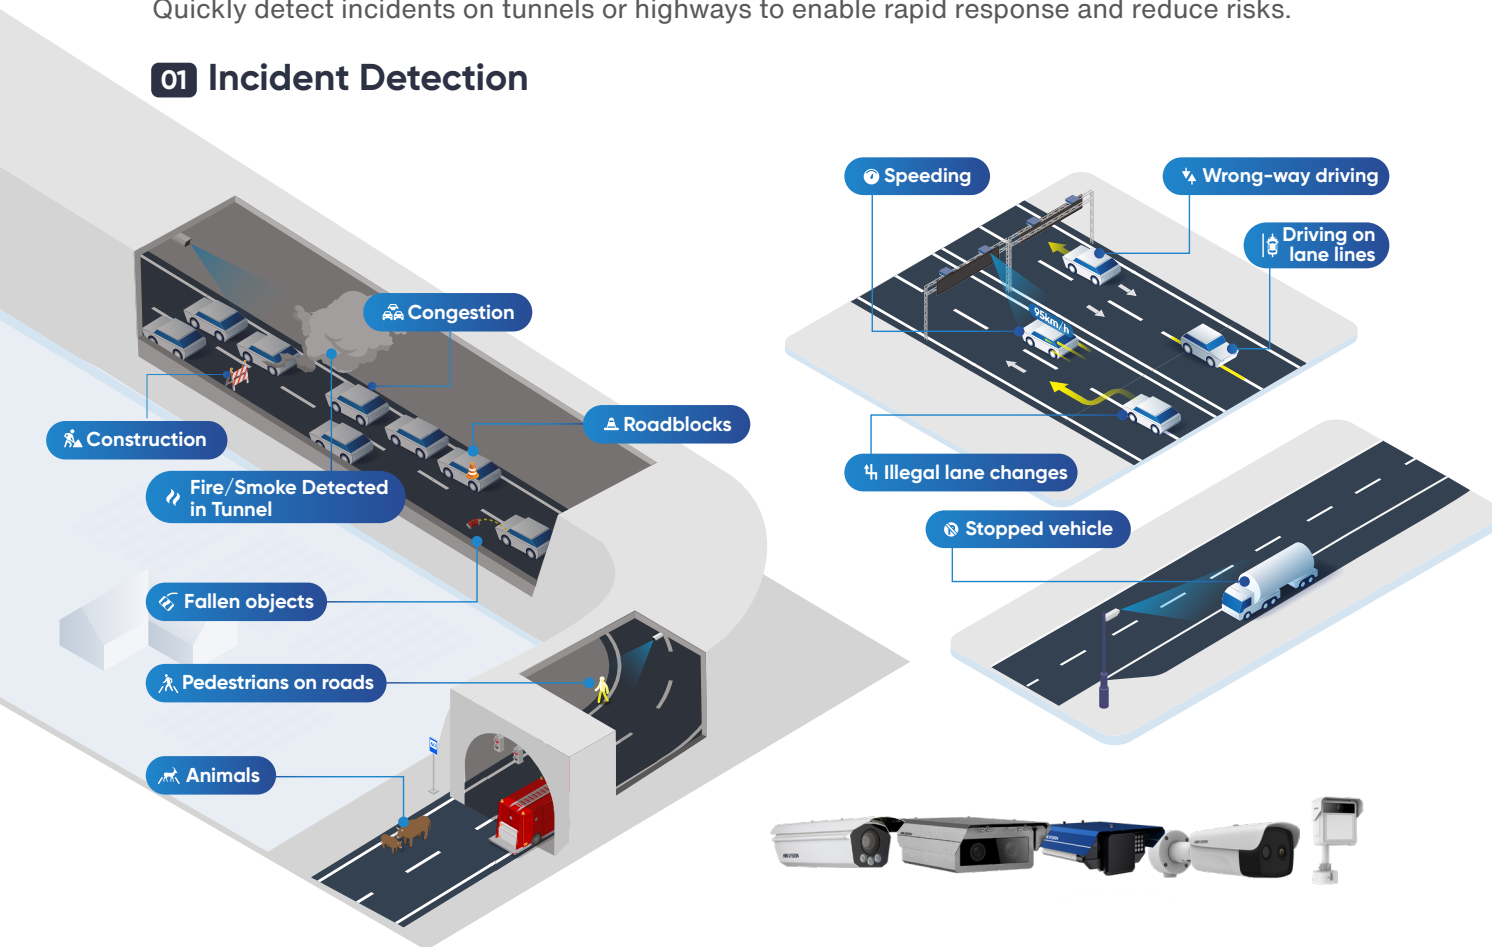 Quickly detect incidents on tunnels or highways to enable rapid response and reduce risks.
01 Incident Detection
Speeding
Wrong-way driving
Driving on
lane lines
95km/h
Congestion
Roadblocks
Construction
Fire/Smoke Detected
in Tunnel
Illegal lane changes
Stopped vehicle
Fallen objects
Pedestrians on roads
Animals
HIKVISION
HIKVISION